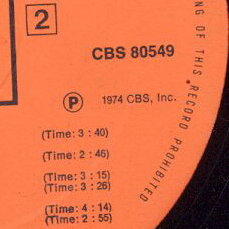 2
CBS 80549
NG OF THIS RECORD PROHIBITED
P 1974 CBS, Inc.
(Time: 3 : 40)
(Time: 2 : 46)
(Time: 3 : 15)
(Time: 3 : 26)
(Time: 4 : 14)
(Time: 2 : 55)